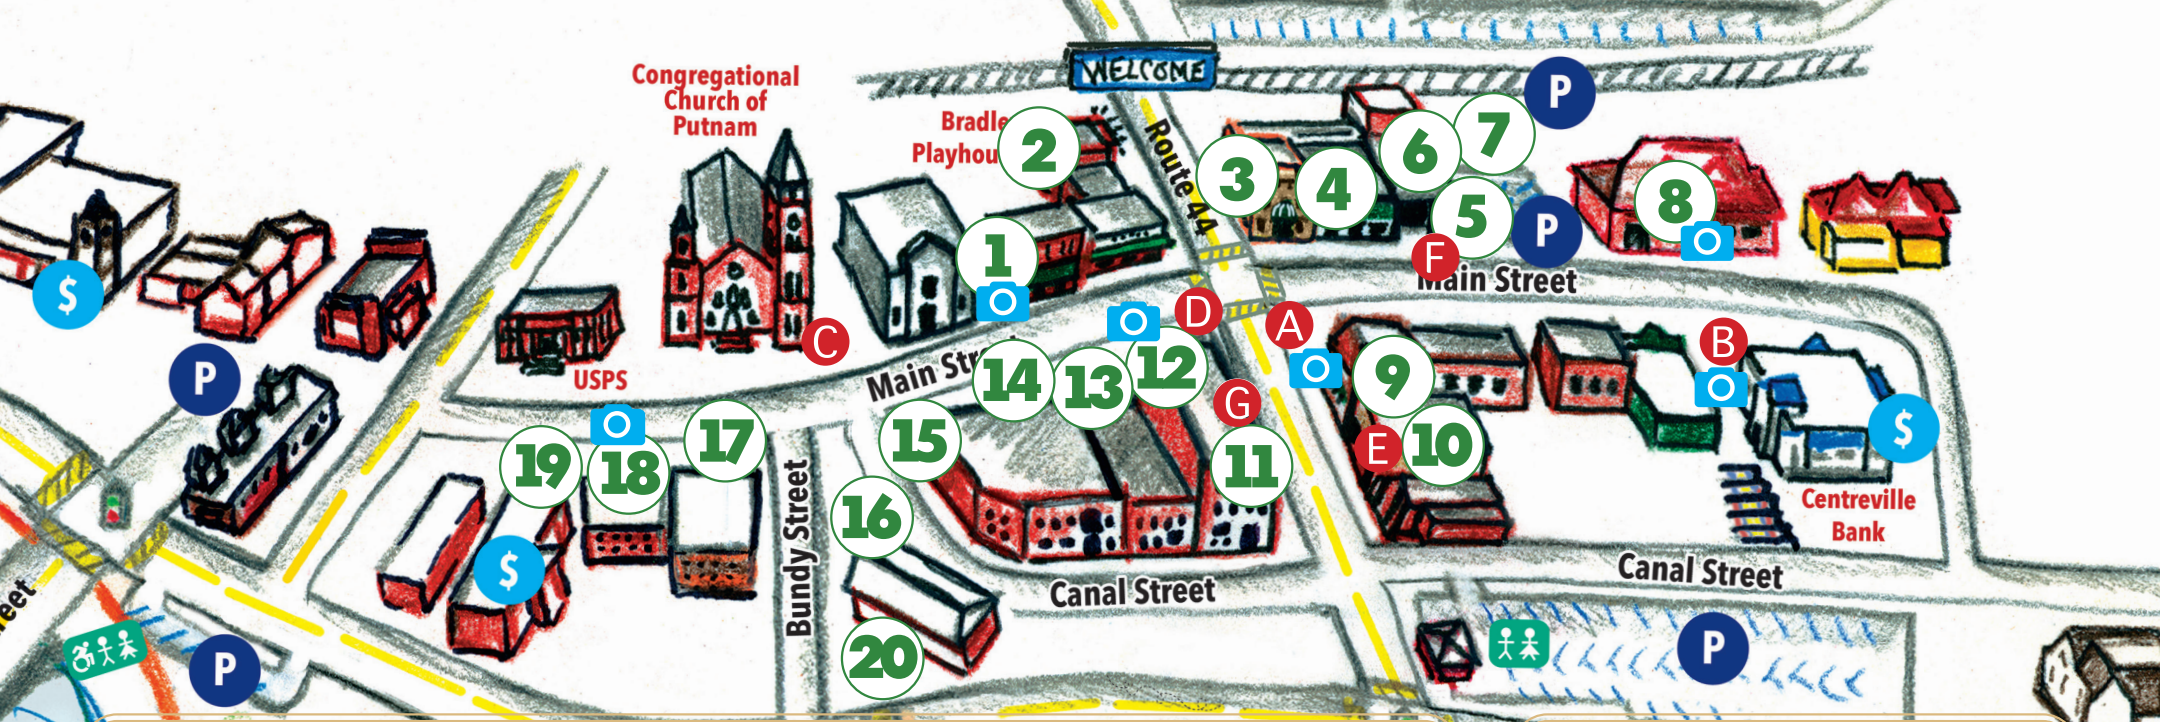 WELCOME
Congregational
Church of
Putnam
Bradle
Playhou
2
Route 44
3
4
6
7
P
5
P
8
1
F
Main Street
$
D
A
C
Main Stre
USPS
14
13
12
9
B
P
G
E
10
$
15
11
17
19
18
16
Centreville
Bank
Bundy Street
$
Canal Street
Canal Street
20
P
P
reet